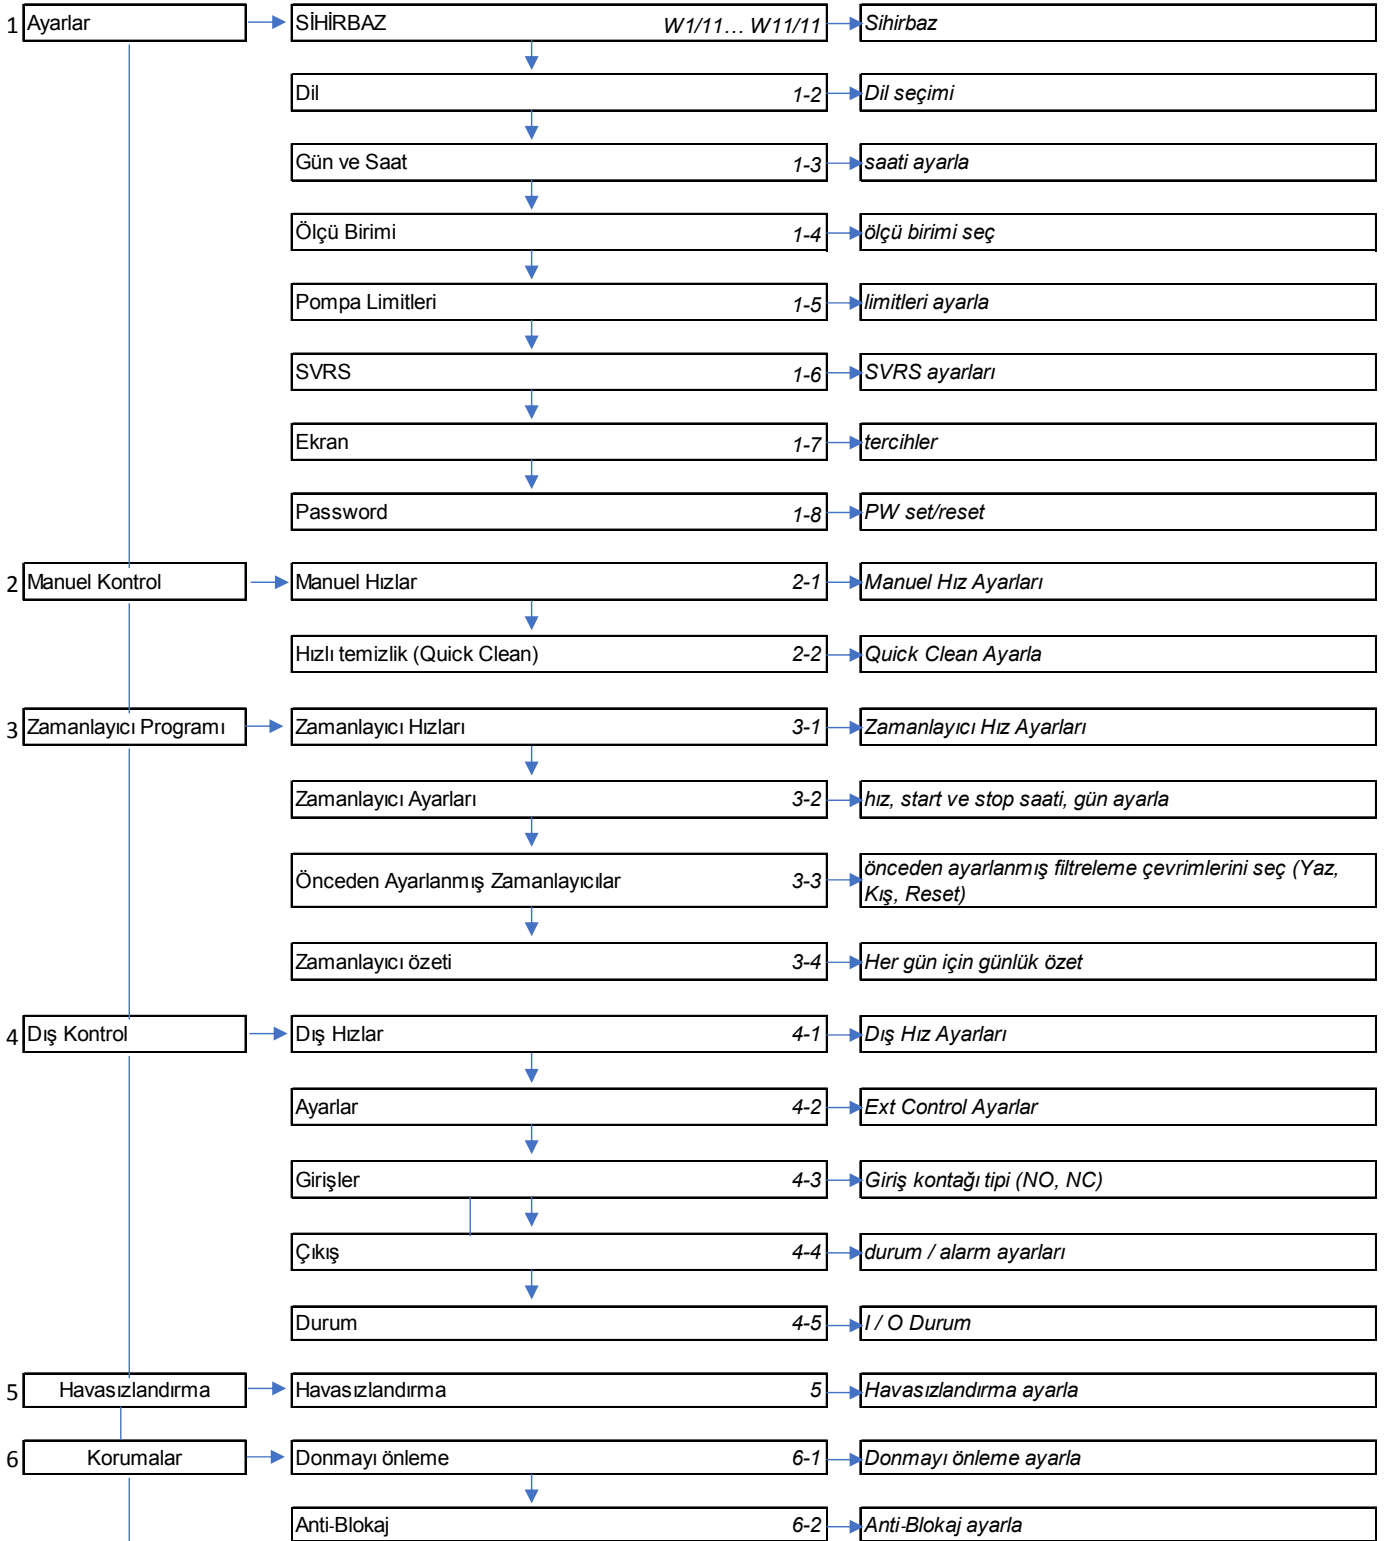 1 Ayarlar SİHİRBAZ W1/11… W11/11 Sihirbaz
Dil 1-2 Dil seçimi
Gün ve Saat 1-3 saati ayarla
Ölçü Birimi 1-4 ölçü birimi seç
Pompa Limitleri 1-5 limitleri ayarla
SVRS 1-6 SVRS ayarları
Ekran 1-7 tercihler
Password 1-8 PW set/reset
2 Manuel Kontrol Manuel Hızlar 2-1 Manuel Hız Ayarları
Hızlı temizlik (Quick Clean) 2-2 Quick Clean Ayarla
3 Zamanlayıcı Programı Zamanlayıcı Hızları 3-1 Zamanlayıcı Hız Ayarları
Zamanlayıcı Ayarları 3-2 hız, start ve stop saati, gün ayarla
Önceden Ayarlanmış Zamanlayıcılar 3-3 önceden ayarlanmış filtreleme çevrimlerini seç (Yaz,
Kış, Reset)
Zamanlayıcı özeti 3-4 Her gün için günlük özet
4 Dış Kontrol Dış Hızlar 4-1 Dış Hız Ayarları
Ayarlar 4-2 Ext Control Ayarlar
Girişler 4-3 Giriş kontağı tipi (NO, NC)
Çıkış 4-4 durum / alarm ayarları
Durum 4-5 I / O Durum
5 Havasızlandırma Havasızlandırma 5 Havasızlandırma ayarla
6 Korumalar Donmayı önleme 6-1 Donmayı önleme ayarla
Anti-Blokaj 6-2 Anti-Blokaj ayarla